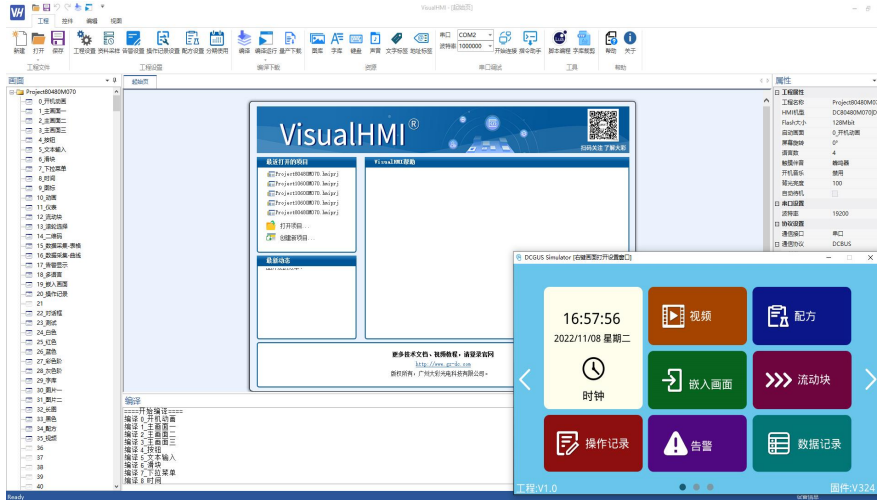 VisualHMI - [起始页]
工程 控件 编辑 视图
新建 打开 保存 工程设置 资料采样 告警设置 操作记录设置 配方设置 分期使用 编译 编译运行 量产下载 图库 字库 键盘 声音 文字标签 地址标签 串口 COM2 波特率 1000000 开始连接 指令助手 脚本编程 字库裁剪 帮助 关于
工程文件 工程设置 编译下载 资源 串口调试 工具 帮助
画面
Project80480M070
0_开机动画
1_主画面一
2_主画面二
3_主画面三
4_按钮
5_文本输入
6_滑块
7_下拉菜单
8_时间
9_图标
10_动画
11_仪表
12_流动块
13_滚轮选择
14_二维码
15_数据采集-表格
16_数据采集-曲线
17_告警显示
18_多语言
19_嵌入画面
20_操作记录
21
22_对话框
23_测试
24_白色
25_红色
26_蓝色
27_彩色阶
28_灰色阶
29_字库
30_图片一
31_图片二
32_长图
33_黑色
34_配方
35_视频
36
37
38
39
40
Ready
起始页
VisualHMI®
扫码关注 了解大彩
最近打开的项目
Project80480M070.hmiprj
Project10600M070.hmiprj
Project10600M070.hmiprj
Project10600M070.hmiprj
Project80480M070.hmiprj
打开项目...
创建新项目...
最新动态
VisualHMI帮助
更多技术文档、视频教程，请登录官网
http://www.gz-dc.com
版权所有：广州大彩光电科技有限公司。
编译
====开始编译====
编译 0_开机动画
编译 1_主画面一
编译 2_主画面二
编译 3_主画面三
编译 4_按钮
编译 5_文本输入
编译 6_滑块
编译 7_下拉菜单
编译 8_时间
属性
工程属性
工程名称 Project80480M07
HMI机型 DC80480M070[D
Flash大小 128Mbit
启动画面 0_开机动画
屏幕旋转 0°
语言数 4
触摸伴音 蜂鸣器
开机音乐 禁用
背光亮度 100
自动待机
串口设置
波特率 19200
协议设置
通信接口 串口
通信协议 DCBUS
DCGUS Simulator [右键画面打开设置窗口]
16:57:56
2022/11/08 星期二
时钟
视频
配方
嵌入画面
流动块
操作记录
告警
数据记录
工程:V1.0
固件:V324